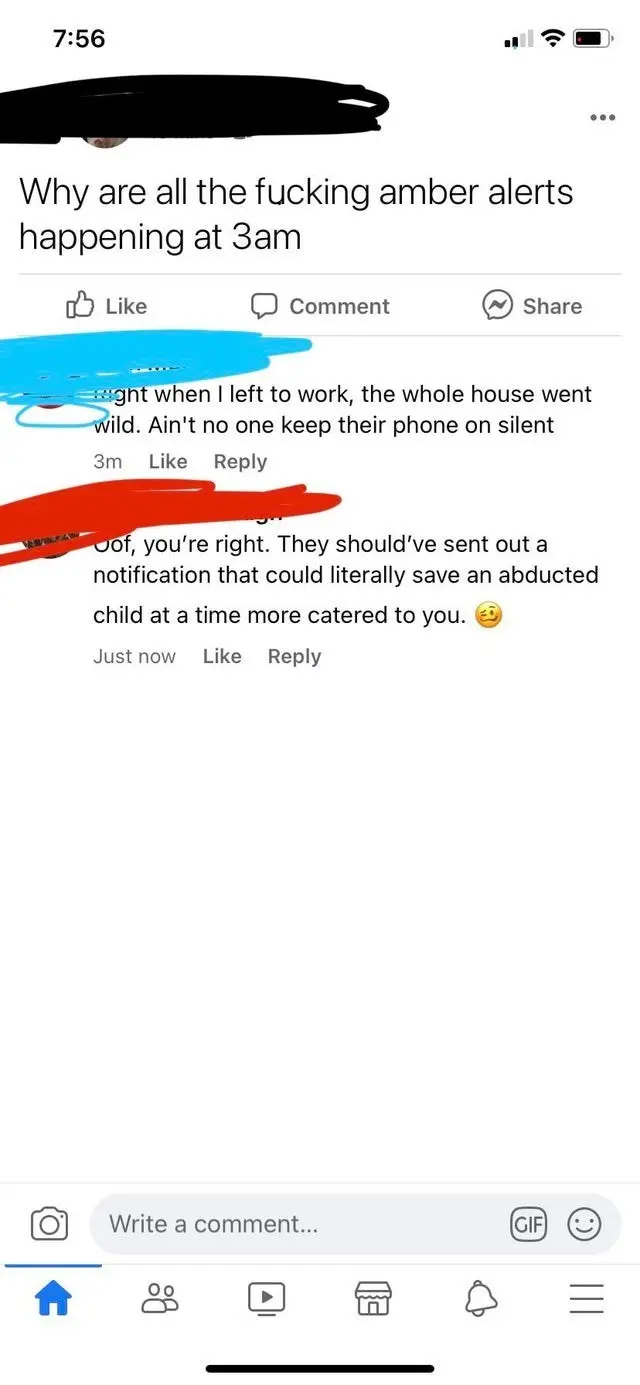 7:56
Why are all the fucking amber alerts
happening at 3am
Like Comment Share
Right when I left to work, the whole house went
wild. Ain't no one keep their phone on silent
3m Like Reply
Oof, you're right. They should've sent out a
notification that could literally save an abducted
child at a time more catered to you.
Just now Like Reply
Write a comment... GIF